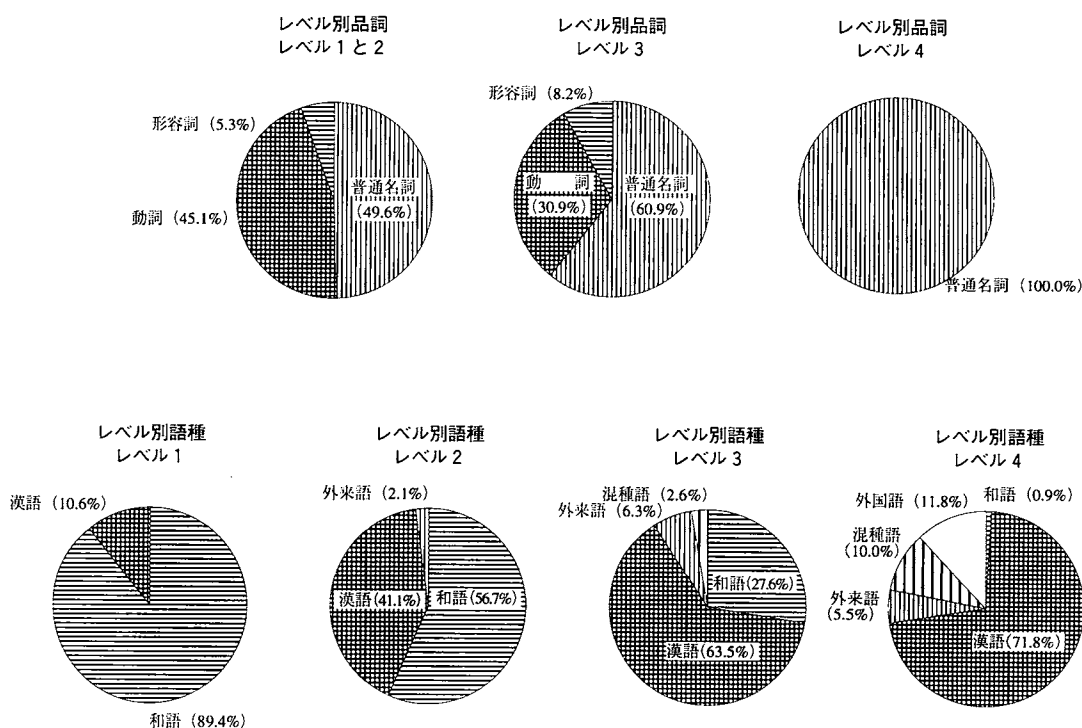 レベル別品詞
レベル1と2
形容詞 (5.3%)
普通名詞
(49.6%)
動詞 (45.1%)
レベル別品詞
レベル3
形容詞 (8.2%)
動 詞
(30.9%)
普通名詞
(60.9%)
レベル別品詞
レベル4
普通名詞 (100.0%)
レベル別語種
レベル1
漢語 (10.6%)
和語 (89.4%)
レベル別語種
レベル2
外来語 (2.1%)
漢語(41.1%)
和語(56.7%)
レベル別語種
レベル3
混種語 (2.6%)
外来語 (6.3%)
和語(27.6%)
漢語(63.5%)
レベル別語種
レベル4
和語 (0.9%)
外国語 (11.8%)
混種語
(10.0%)
外来語
(5.5%)
漢語(71.8%)